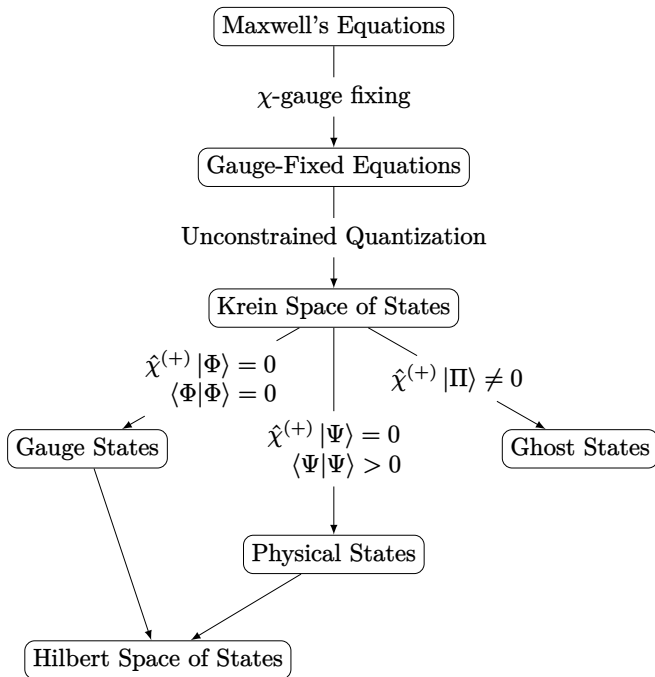 Maxwell's Equations
χ-gauge fixing
Gauge-Fixed Equations
Unconstrained Quantization
Krein Space of States
χ̂⁽⁺⁾ |Φ⟩ = 0
⟨Φ|Φ⟩ = 0
χ̂⁽⁺⁾ |Π⟩ ≠ 0
χ̂⁽⁺⁾ |Ψ⟩ = 0
⟨Ψ|Ψ⟩ > 0
Gauge States
Ghost States
Physical States
Hilbert Space of States